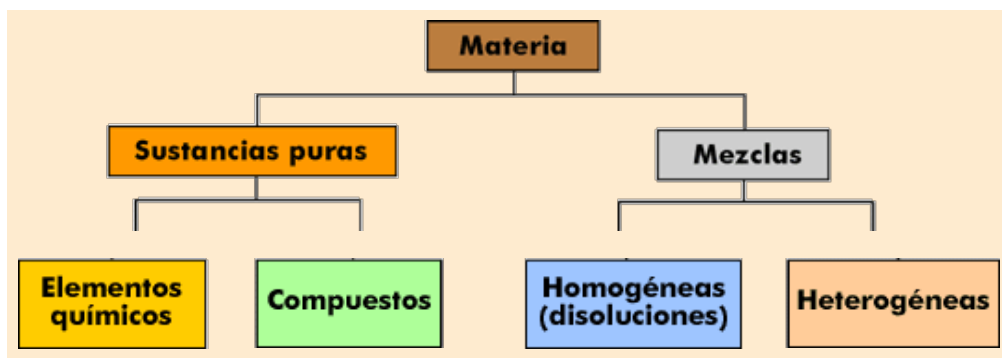 Materia
Sustancias puras
Mezclas
Elementos
químicos
Compuestos
Homogéneas
(disoluciones)
Heterogéneas